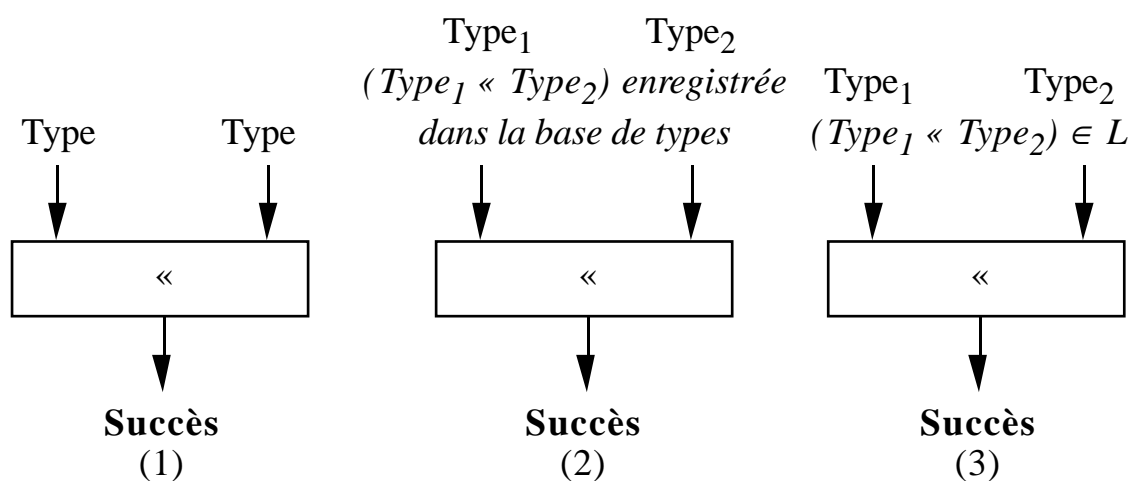 Type Type
«
Succès
(1)
Type₁ Type₂
(Type₁ « Type₂) enregistrée
dans la base de types
«
Succès
(2)
Type₁ Type₂
(Type₁ « Type₂) ∈ L
«
Succès
(3)